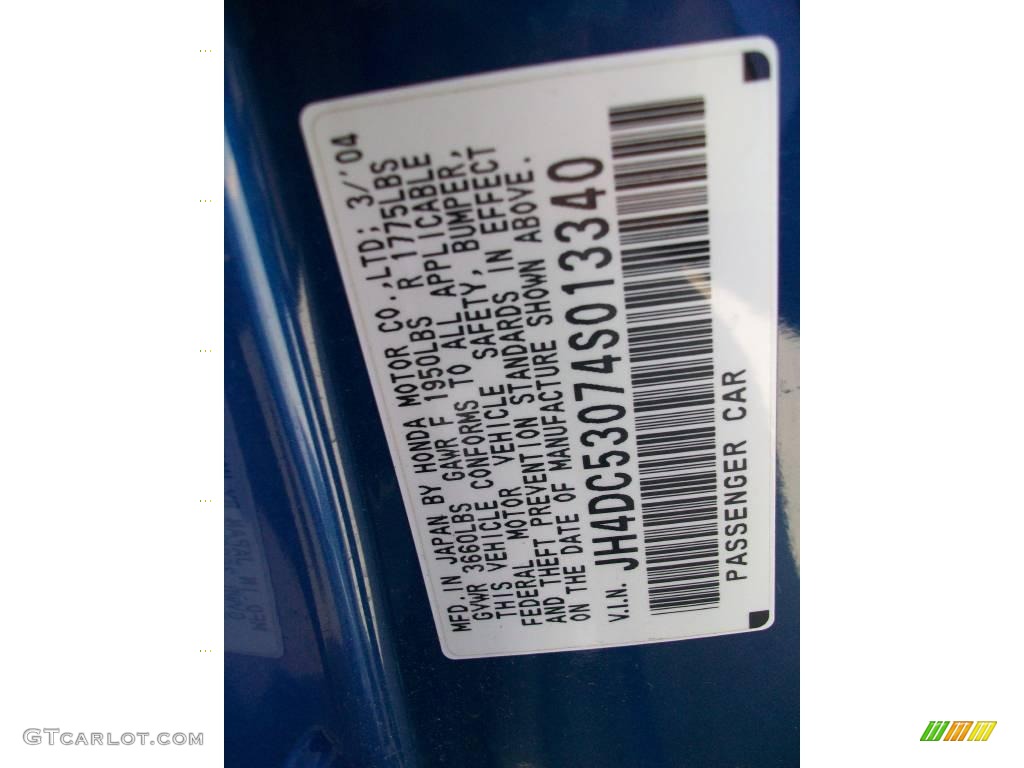 MFD. IN JAPAN BY HONDA MOTOR CO.,LTD; 3/'04
GVWR 3660LBS GAWR F 1950LBS R 1775LBS
THIS VEHICLE CONFORMS TO ALL APPLICABLE
FEDERAL MOTOR VEHICLE SAFETY, BUMPER,
AND THEFT PREVENTION STANDARDS IN EFFECT
ON THE DATE OF MANUFACTURE SHOWN ABOVE.
V.I.N. JH4DC53074S013340
PASSENGER CAR
GTCARLOT.COM